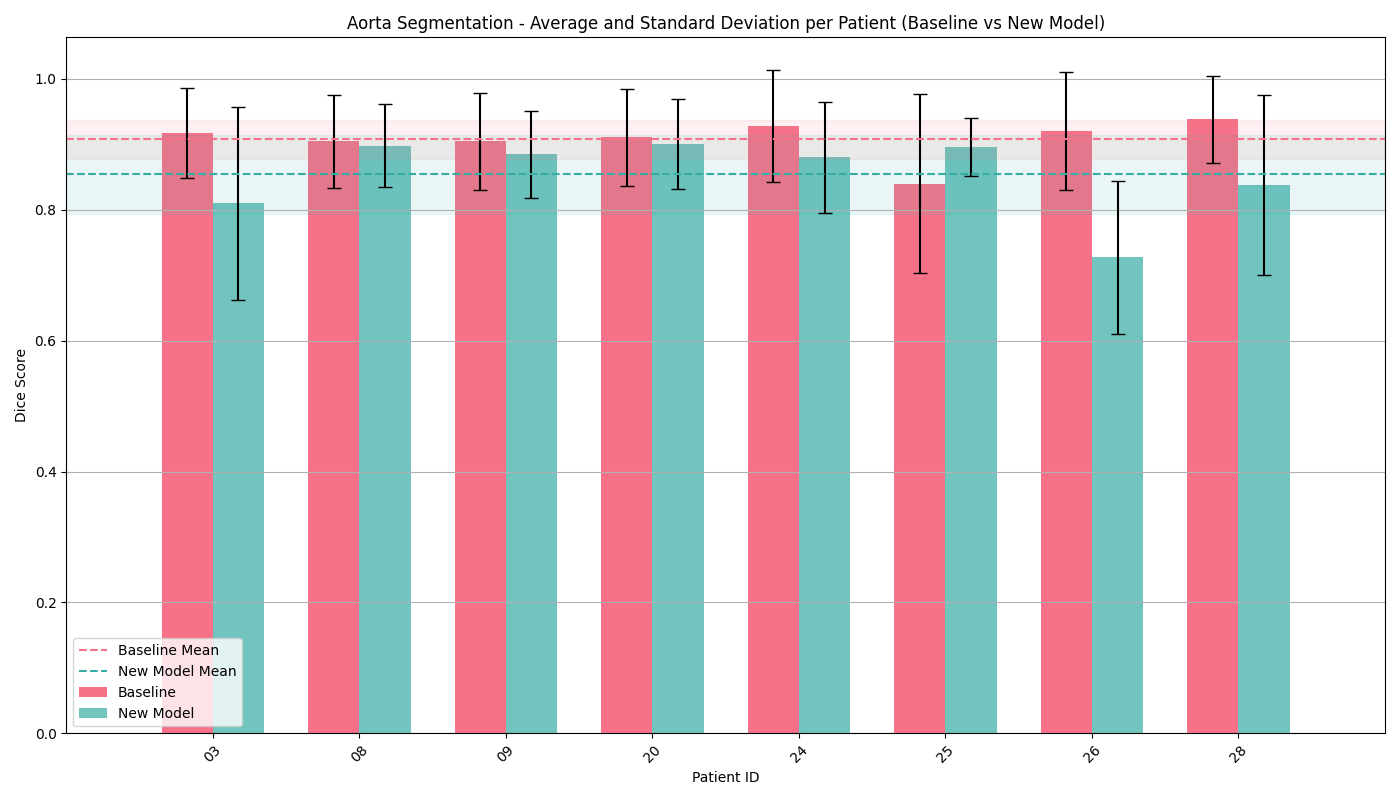 Aorta Segmentation - Average and Standard Deviation per Patient (Baseline vs New Model)
Dice Score
1.0
0.8
0.6
0.4
0.2
0.0
Baseline Mean
New Model Mean
Baseline
New Model
03
08
09
20
24
25
26
28
Patient ID